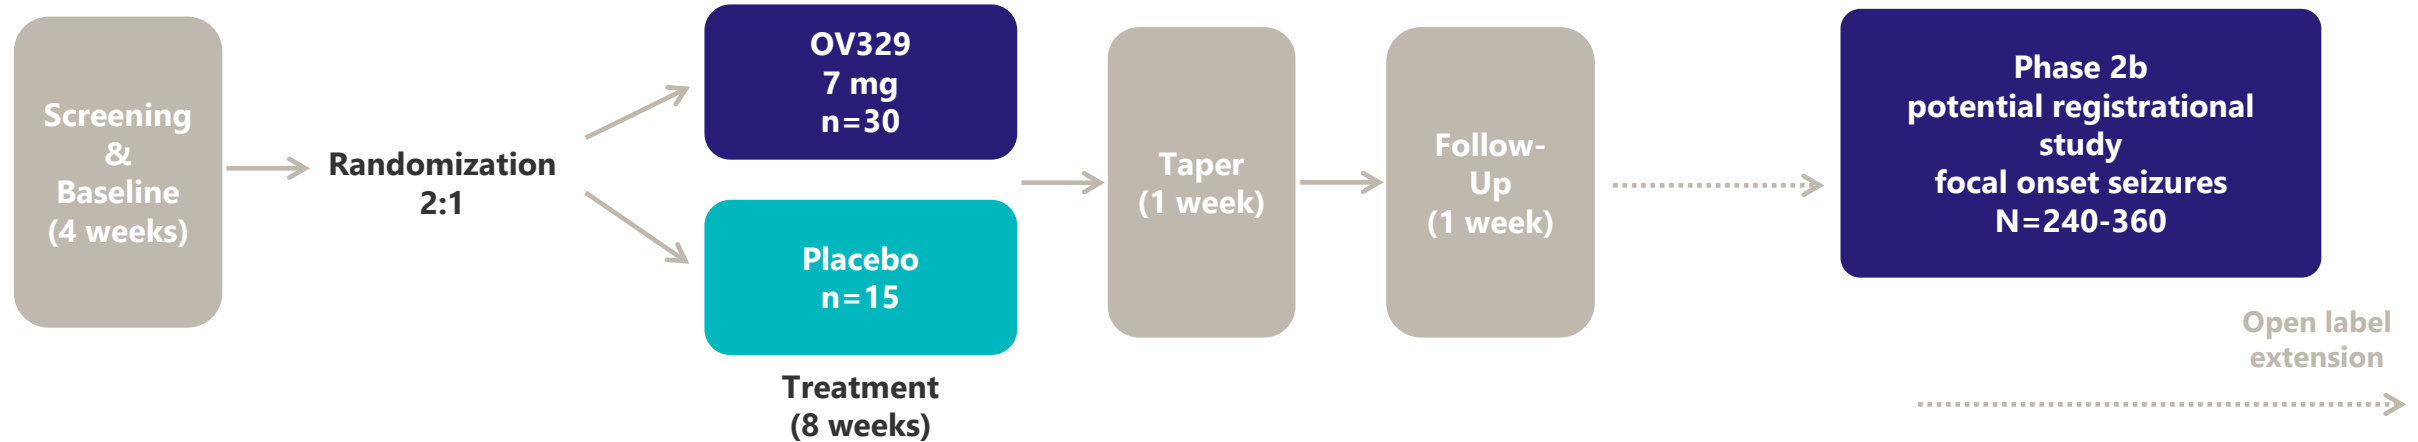 Screening
&
Baseline
(4 weeks)
Randomization
2:1
OV329
7 mg
n=30
Placebo
n=15
Treatment
(8 weeks)
Taper
(1 week)
Follow-
Up
(1 week)
Phase 2b
potential registrational
study
focal onset seizures
N=240-360
Open label
extension